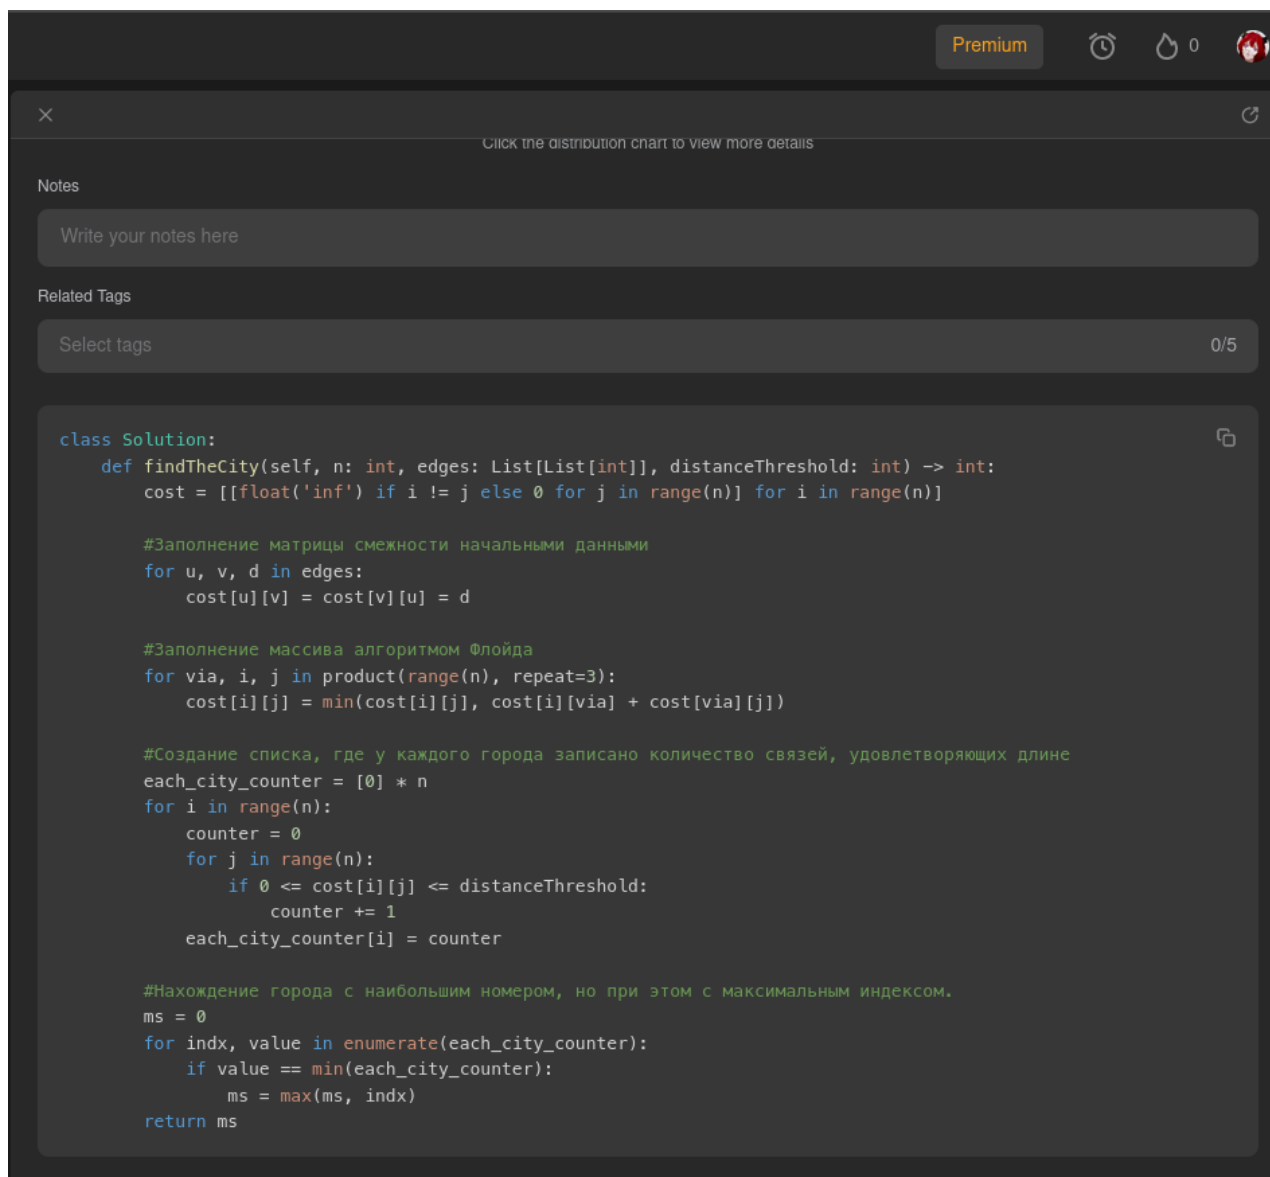 Premium
0
Click the distribution chart to view more details
Notes
Write your notes here
Related Tags
Select tags
0/5
class Solution:
    def findTheCity(self, n: int, edges: List[List[int]], distanceThreshold: int) -> int:
        cost = [[float('inf') if i != j else 0 for j in range(n)] for i in range(n)]

        #Заполнение матрицы смежности начальными данными
        for u, v, d in edges:
            cost[u][v] = cost[v][u] = d

        #Заполнение массива алгоритмом Флойда
        for via, i, j in product(range(n), repeat=3):
            cost[i][j] = min(cost[i][j], cost[i][via] + cost[via][j])

        #Создание списка, где у каждого города записано количество связей, удовлетворяющих длине
        each_city_counter = [0] * n
        for i in range(n):
            counter = 0
            for j in range(n):
                if 0 <= cost[i][j] <= distanceThreshold:
                    counter += 1
            each_city_counter[i] = counter

        #Нахождение города с наибольшим номером, но при этом с максимальным индексом.
        ms = 0
        for indx, value in enumerate(each_city_counter):
            if value == min(each_city_counter):
                ms = max(ms, indx)
        return ms